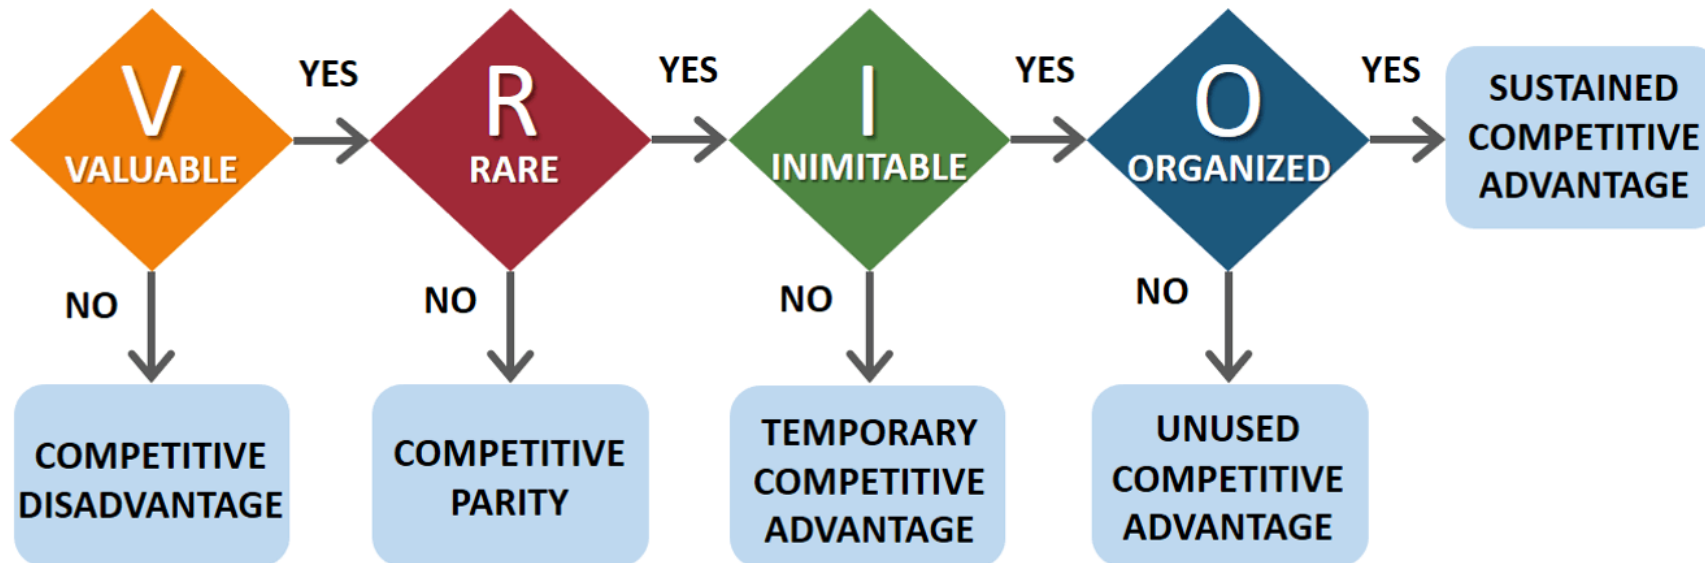 V
VALUABLE
YES
R
RARE
YES
I
INIMITABLE
YES
O
ORGANIZED
YES
SUSTAINED
COMPETITIVE
ADVANTAGE
NO
COMPETITIVE
DISADVANTAGE
NO
COMPETITIVE
PARITY
NO
TEMPORARY
COMPETITIVE
ADVANTAGE
NO
UNUSED
COMPETITIVE
ADVANTAGE